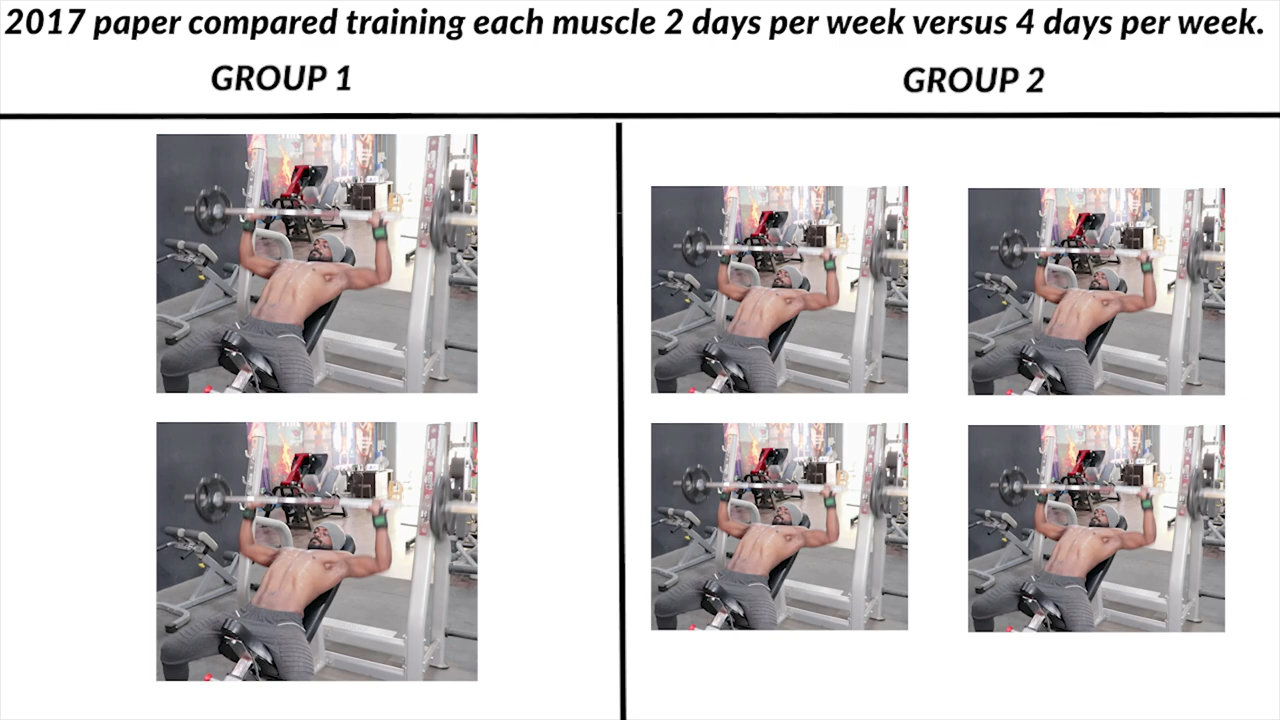 2017 paper compared training each muscle 2 days per week versus 4 days per week.
GROUP 1
GROUP 2